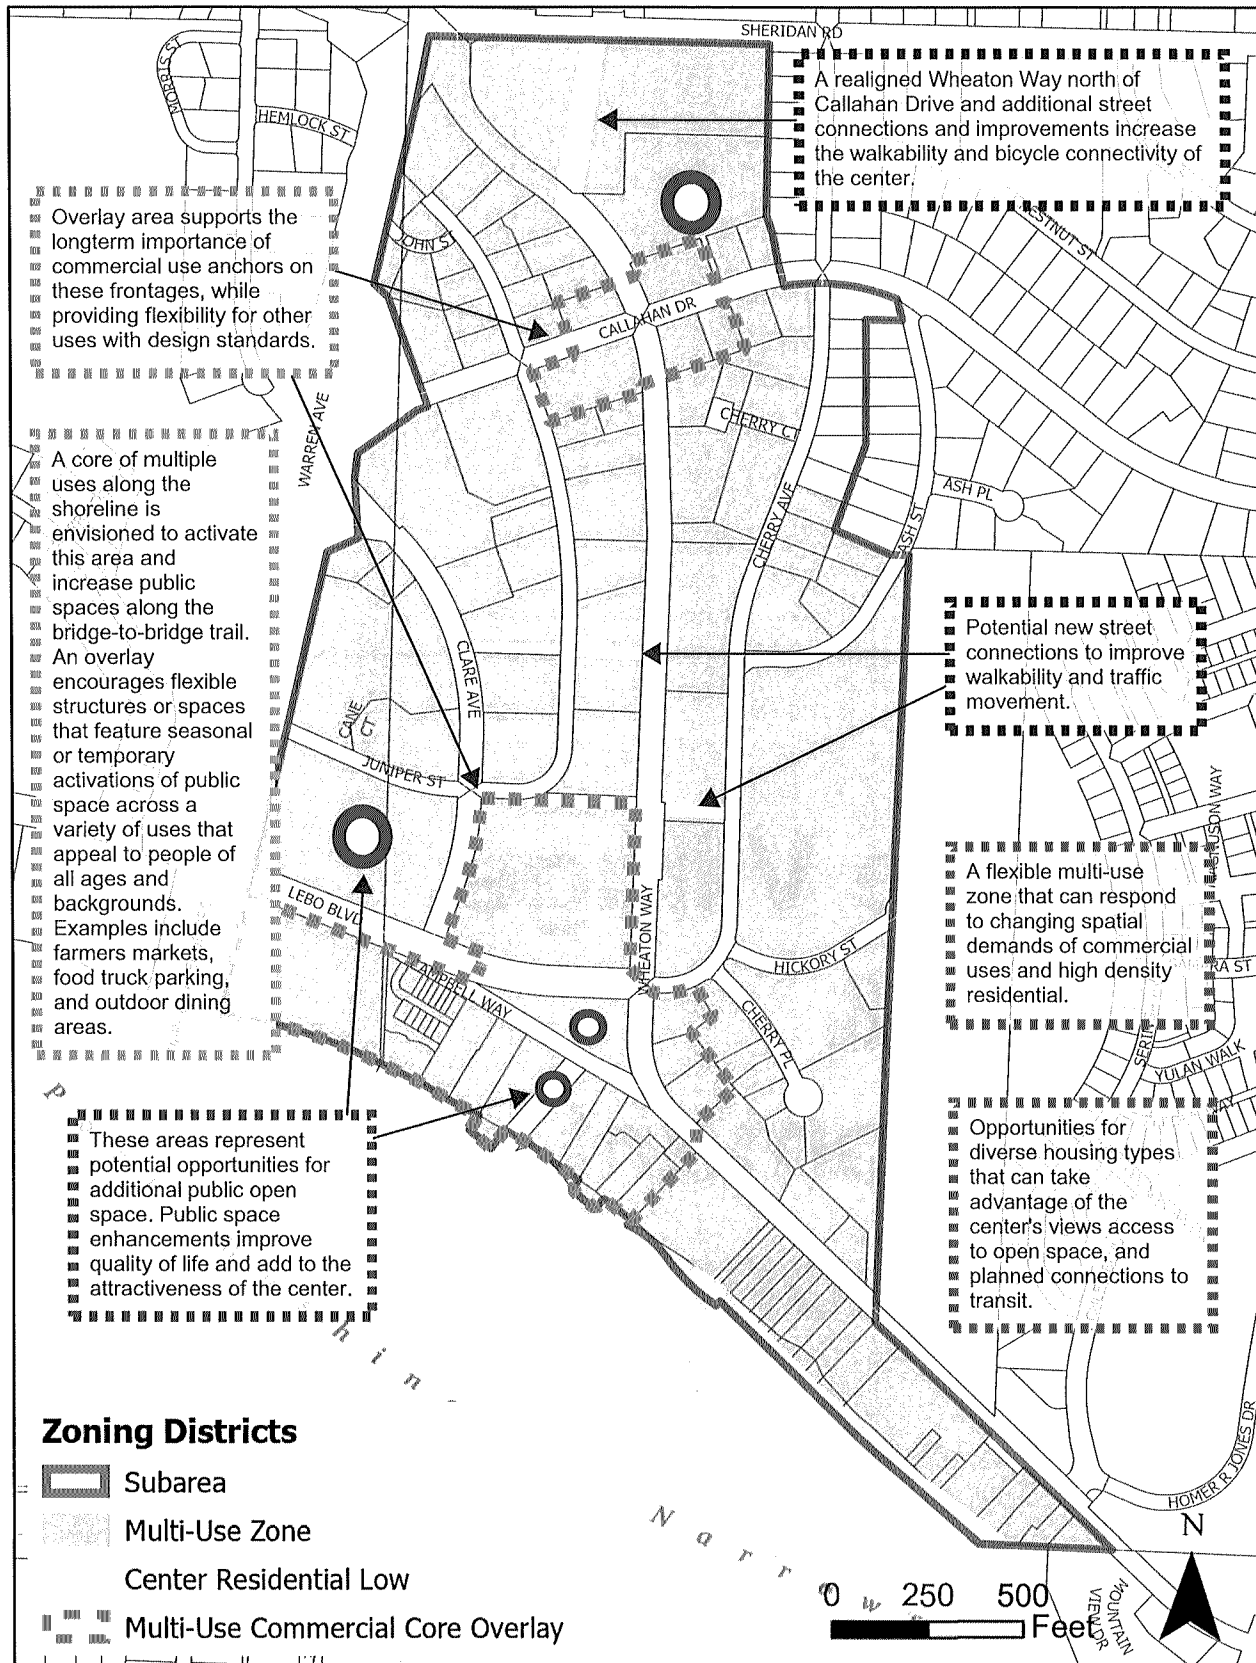 SHERIDAN RD
MORRIS ST
HEMLOCK ST
A realigned Wheaton Way north of
Callahan Drive and additional street
connections and improvements increase
the walkability and bicycle connectivity of
the center.
Overlay area supports the
longterm importance of
commercial use anchors on
these frontages, while
providing flexibility for other
uses with design standards.
JOHN ST
CALLAHAN DR
CHERRY CT
WARREN AVE
ASH PL
CHERRY AVE
ASH ST
A core of multiple
uses along the
shoreline is
envisioned to activate
this area and
increase public
spaces along the
bridge-to-bridge trail.
An overlay
encourages flexible
structures or spaces
that feature seasonal
or temporary
activations of public
space across a
variety of uses that
appeal to people of
all ages and
backgrounds.
Examples include
farmers markets,
food truck parking,
and outdoor dining
areas.
Potential new street
connections to improve
walkability and traffic
movement.
CLARE AVE
CANE
CT
JUNIPER ST
LEBO BLVD
WHEATON WAY
HICKORY ST
CHERRY PL
A flexible multi-use
zone that can respond
to changing spatial
demands of commercial
uses and high density
residential.
RA ST
YULAN WALK
These areas represent
potential opportunities for
additional public open
space. Public space
enhancements improve
quality of life and add to the
attractiveness of the center.
Opportunities for
diverse housing types
that can take
advantage of the
center's views access
to open space, and
planned connections to
transit.
HOMER R JONES DR
MOUNTAIN
VIEW DR
Zoning Districts
Subarea
Multi-Use Zone
Center Residential Low
Multi-Use Commercial Core Overlay
N
0 250 500
Feet